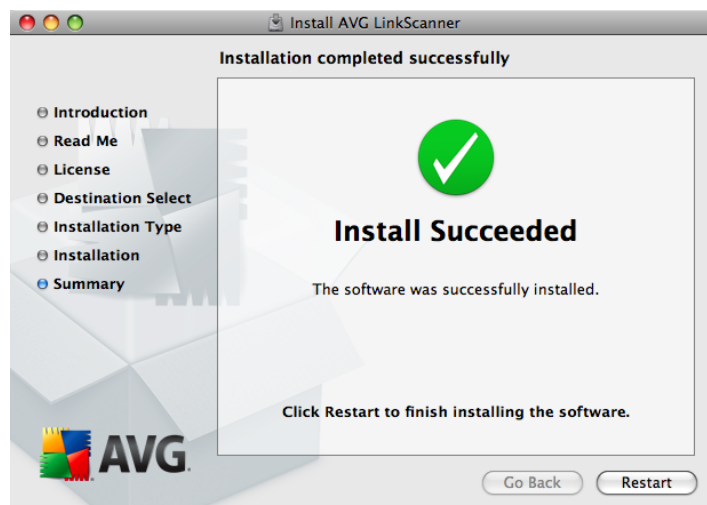 Install AVG LinkScanner
Installation completed successfully
Introduction
Read Me
License
Destination Select
Installation Type
Installation
Summary
Install Succeeded
The software was successfully installed.
Click Restart to finish installing the software.
AVG.
Go Back
Restart